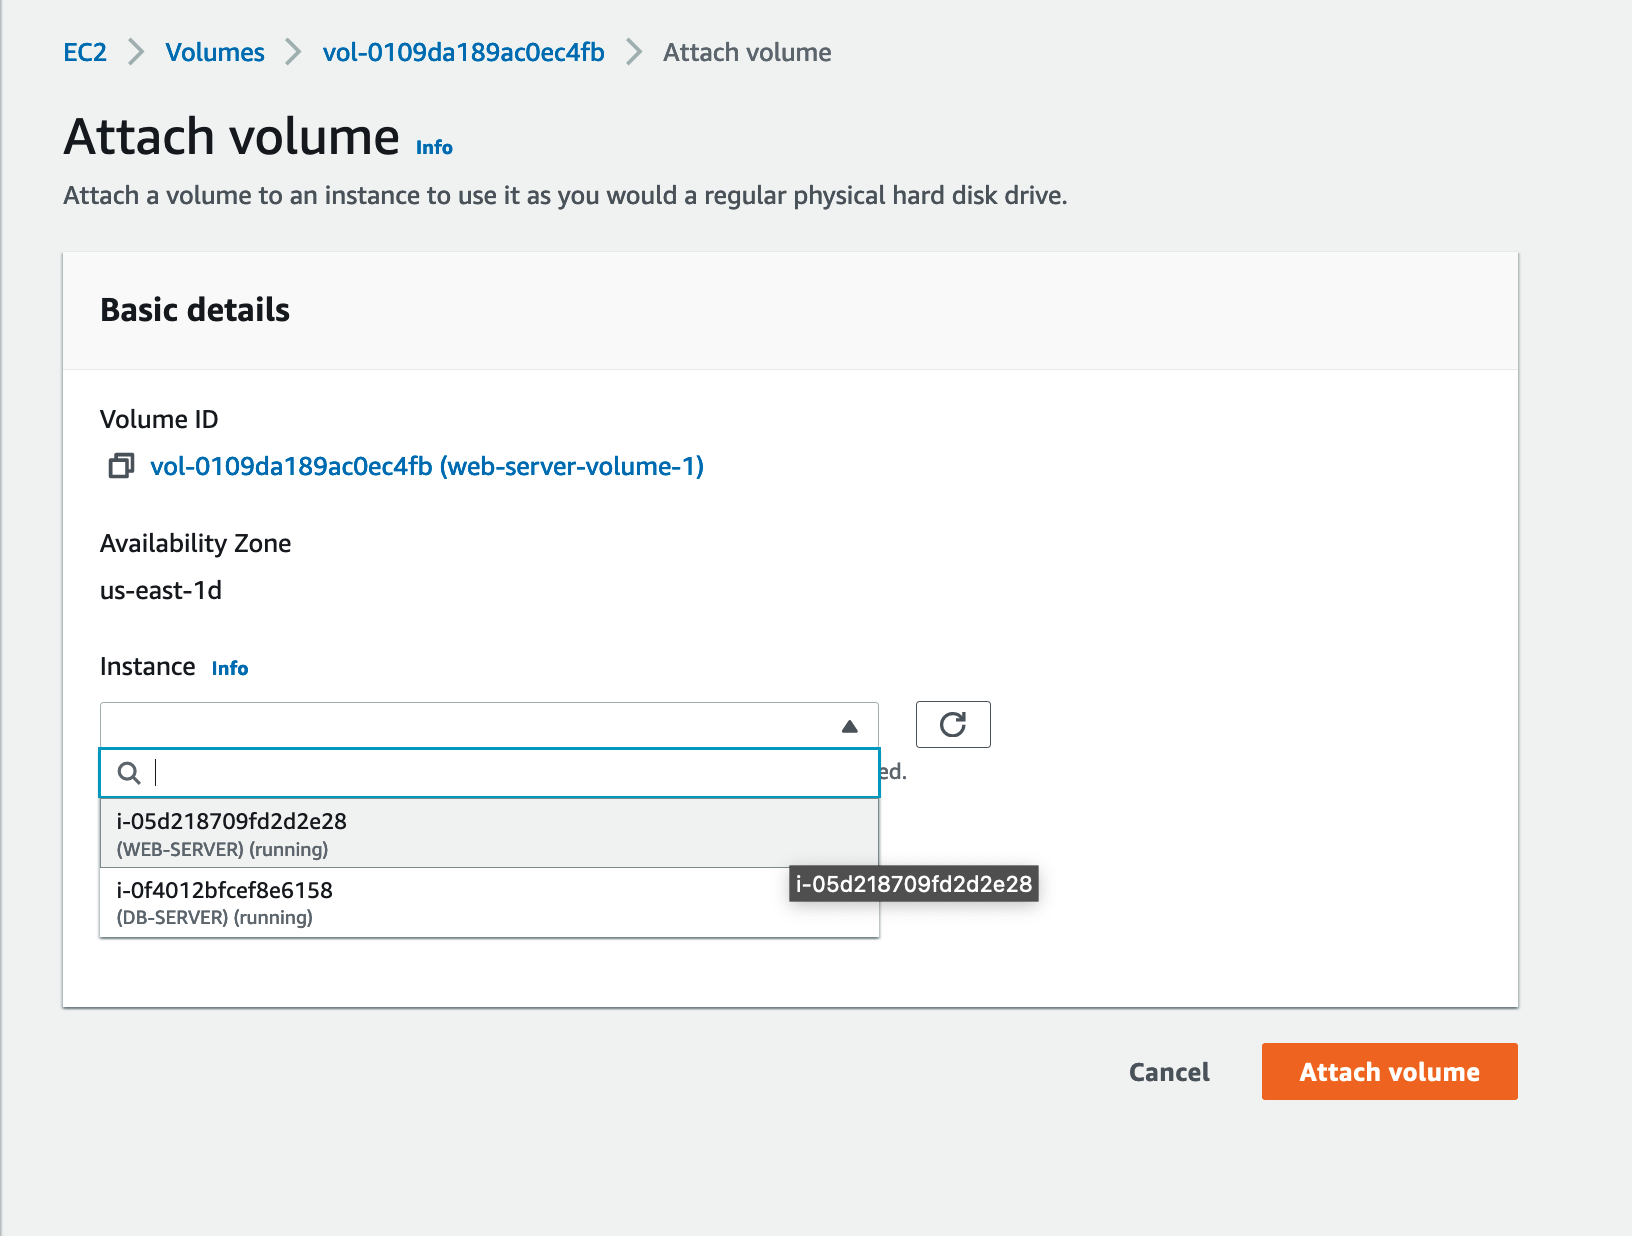 EC2 Volumes vol-0109da189ac0ec4fb Attach volume
Attach volume Info
Attach a volume to an instance to use it as you would a regular physical hard disk drive.
Basic details
Volume ID
vol-0109da189ac0ec4fb (web-server-volume-1)
Availability Zone
us-east-1d
Instance Info
ed.
i-05d218709fd2d2e28
(WEB-SERVER) (running)
i-05d218709fd2d2e28
i-0f4012bfcef8e6158
(DB-SERVER) (running)
Cancel Attach volume